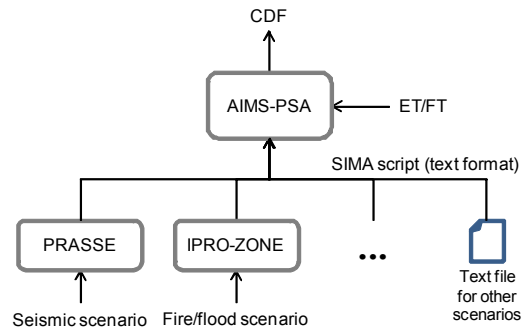 CDF
AIMS-PSA
ET/FT
SIMA script (text format)
PRASSE
IPRO-ZONE
...
Text file
for other
scenarios
Seismic scenario
Fire/flood scenario